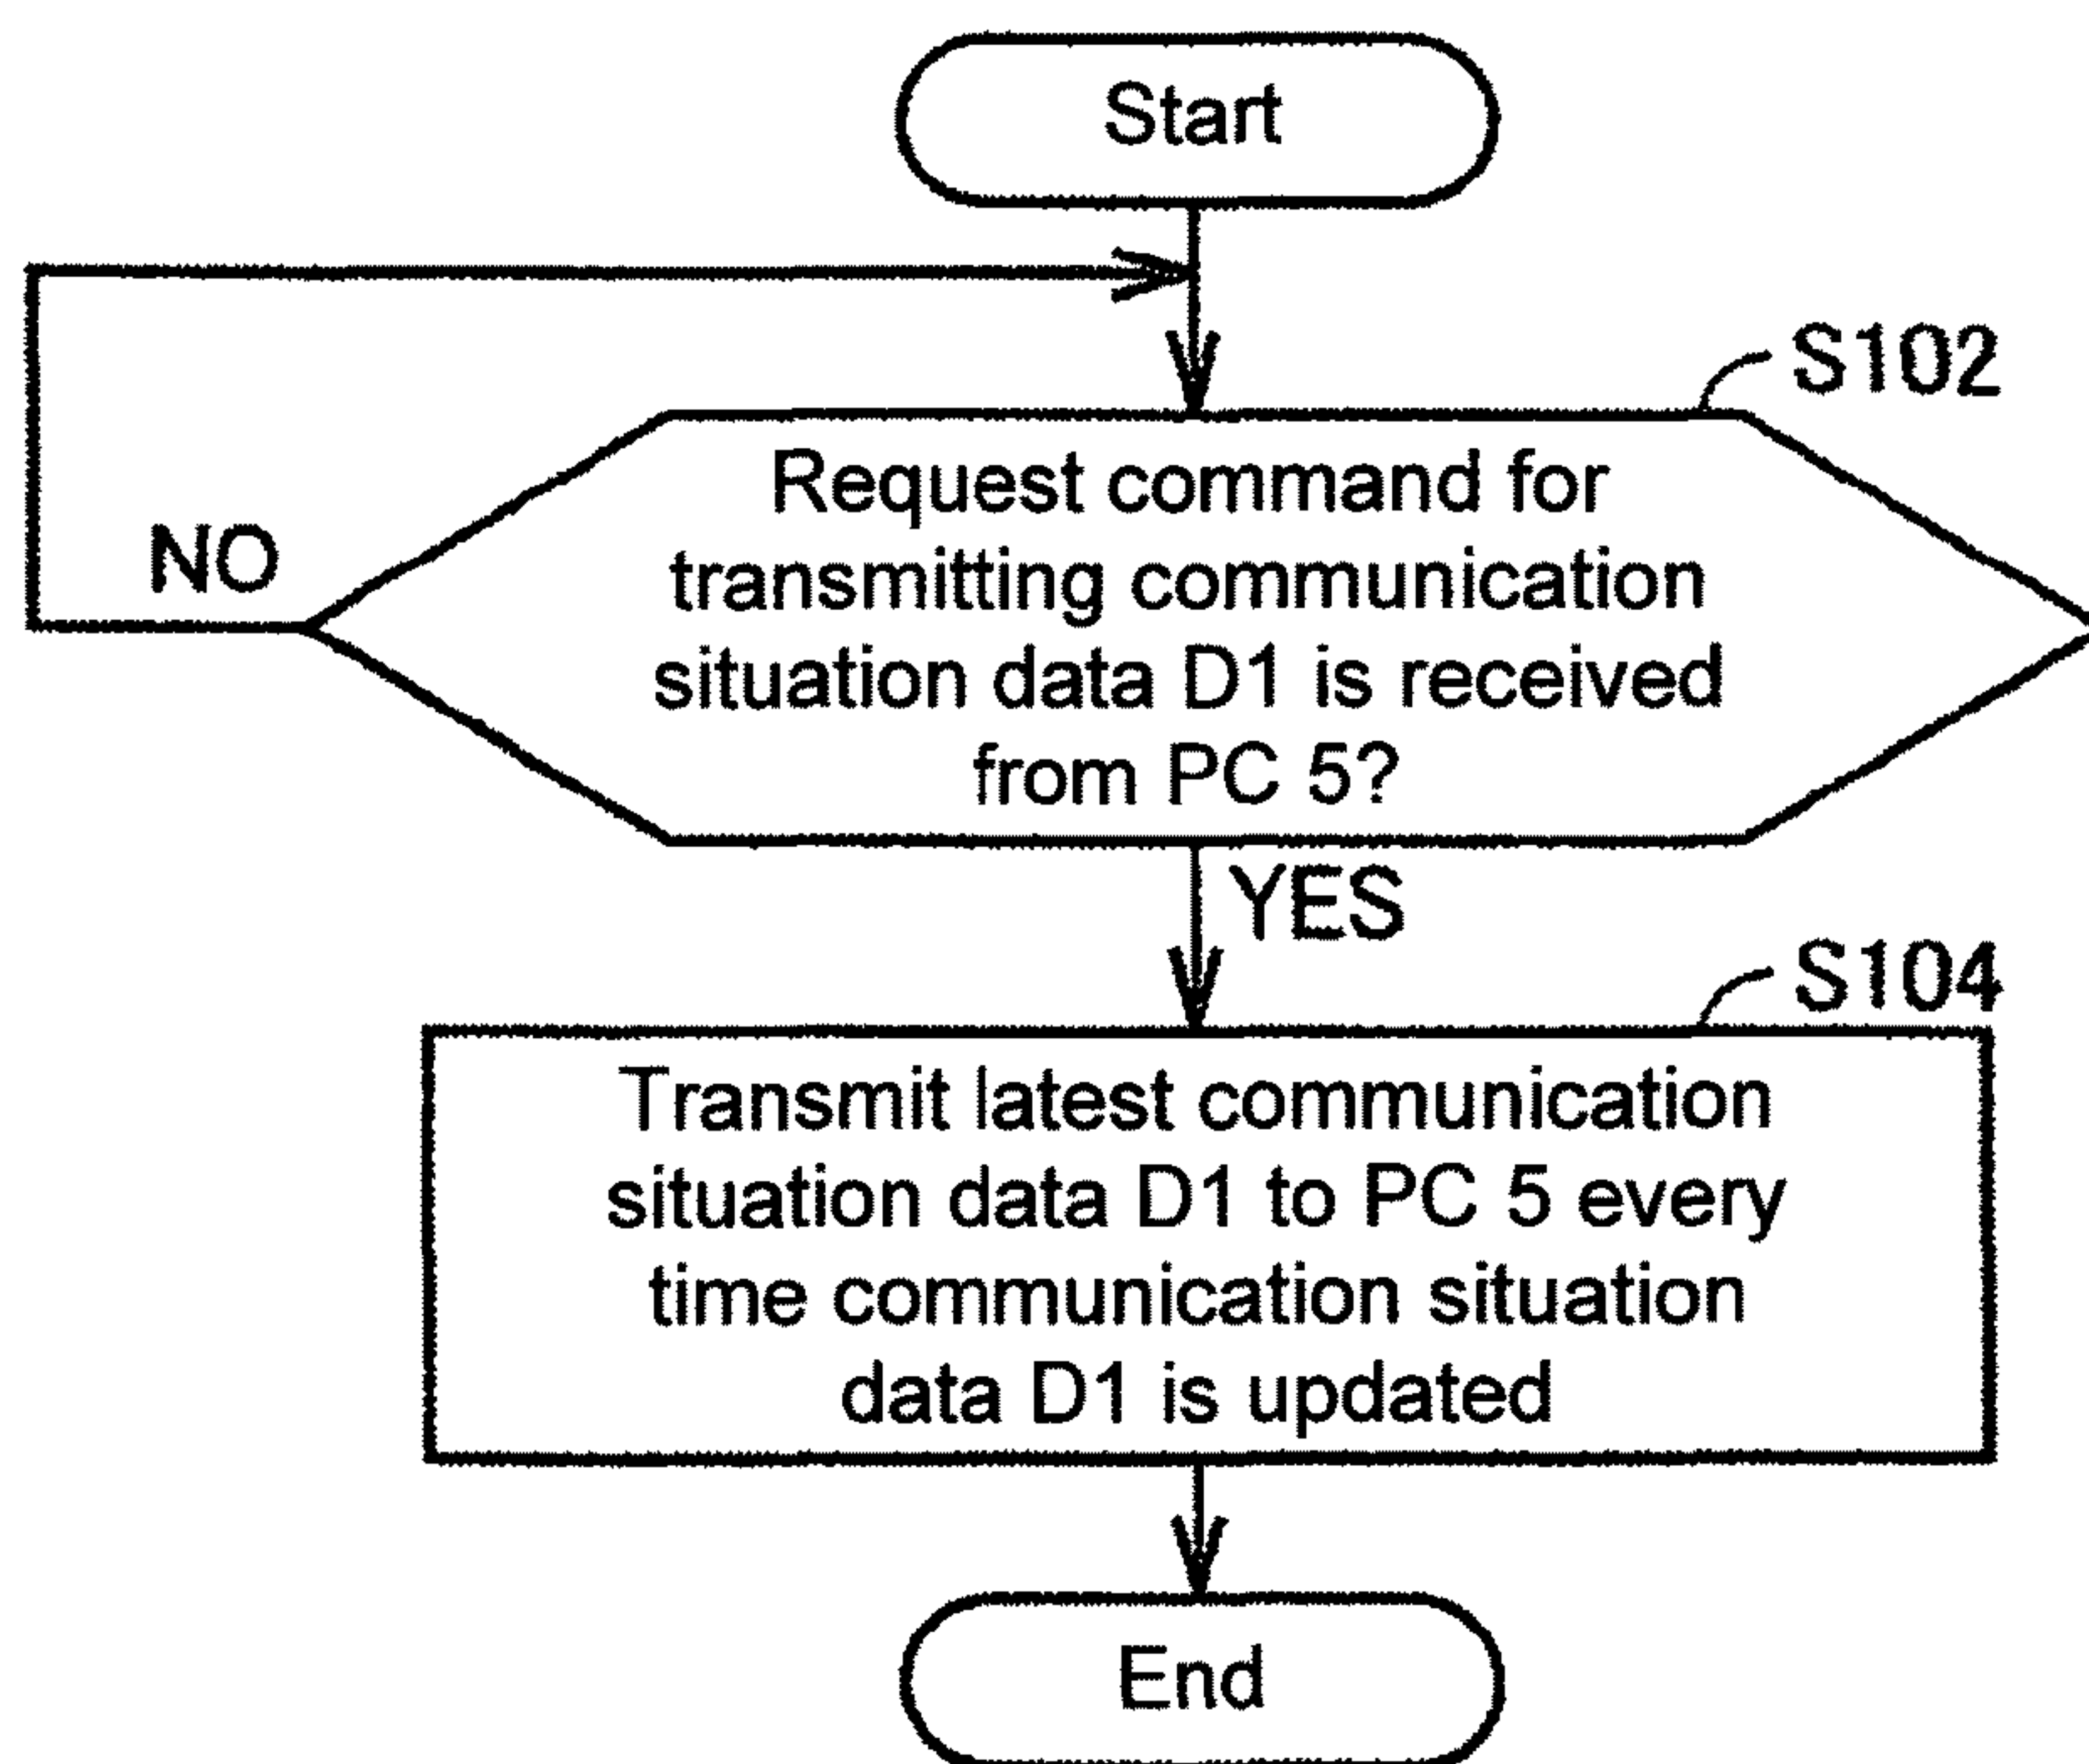 Start
S102
Request command for
transmitting communication
situation data D1 is received
from PC 5?
NO
YES
S104
Transmit latest communication
situation data D1 to PC 5 every
time communication situation
data D1 is updated
End